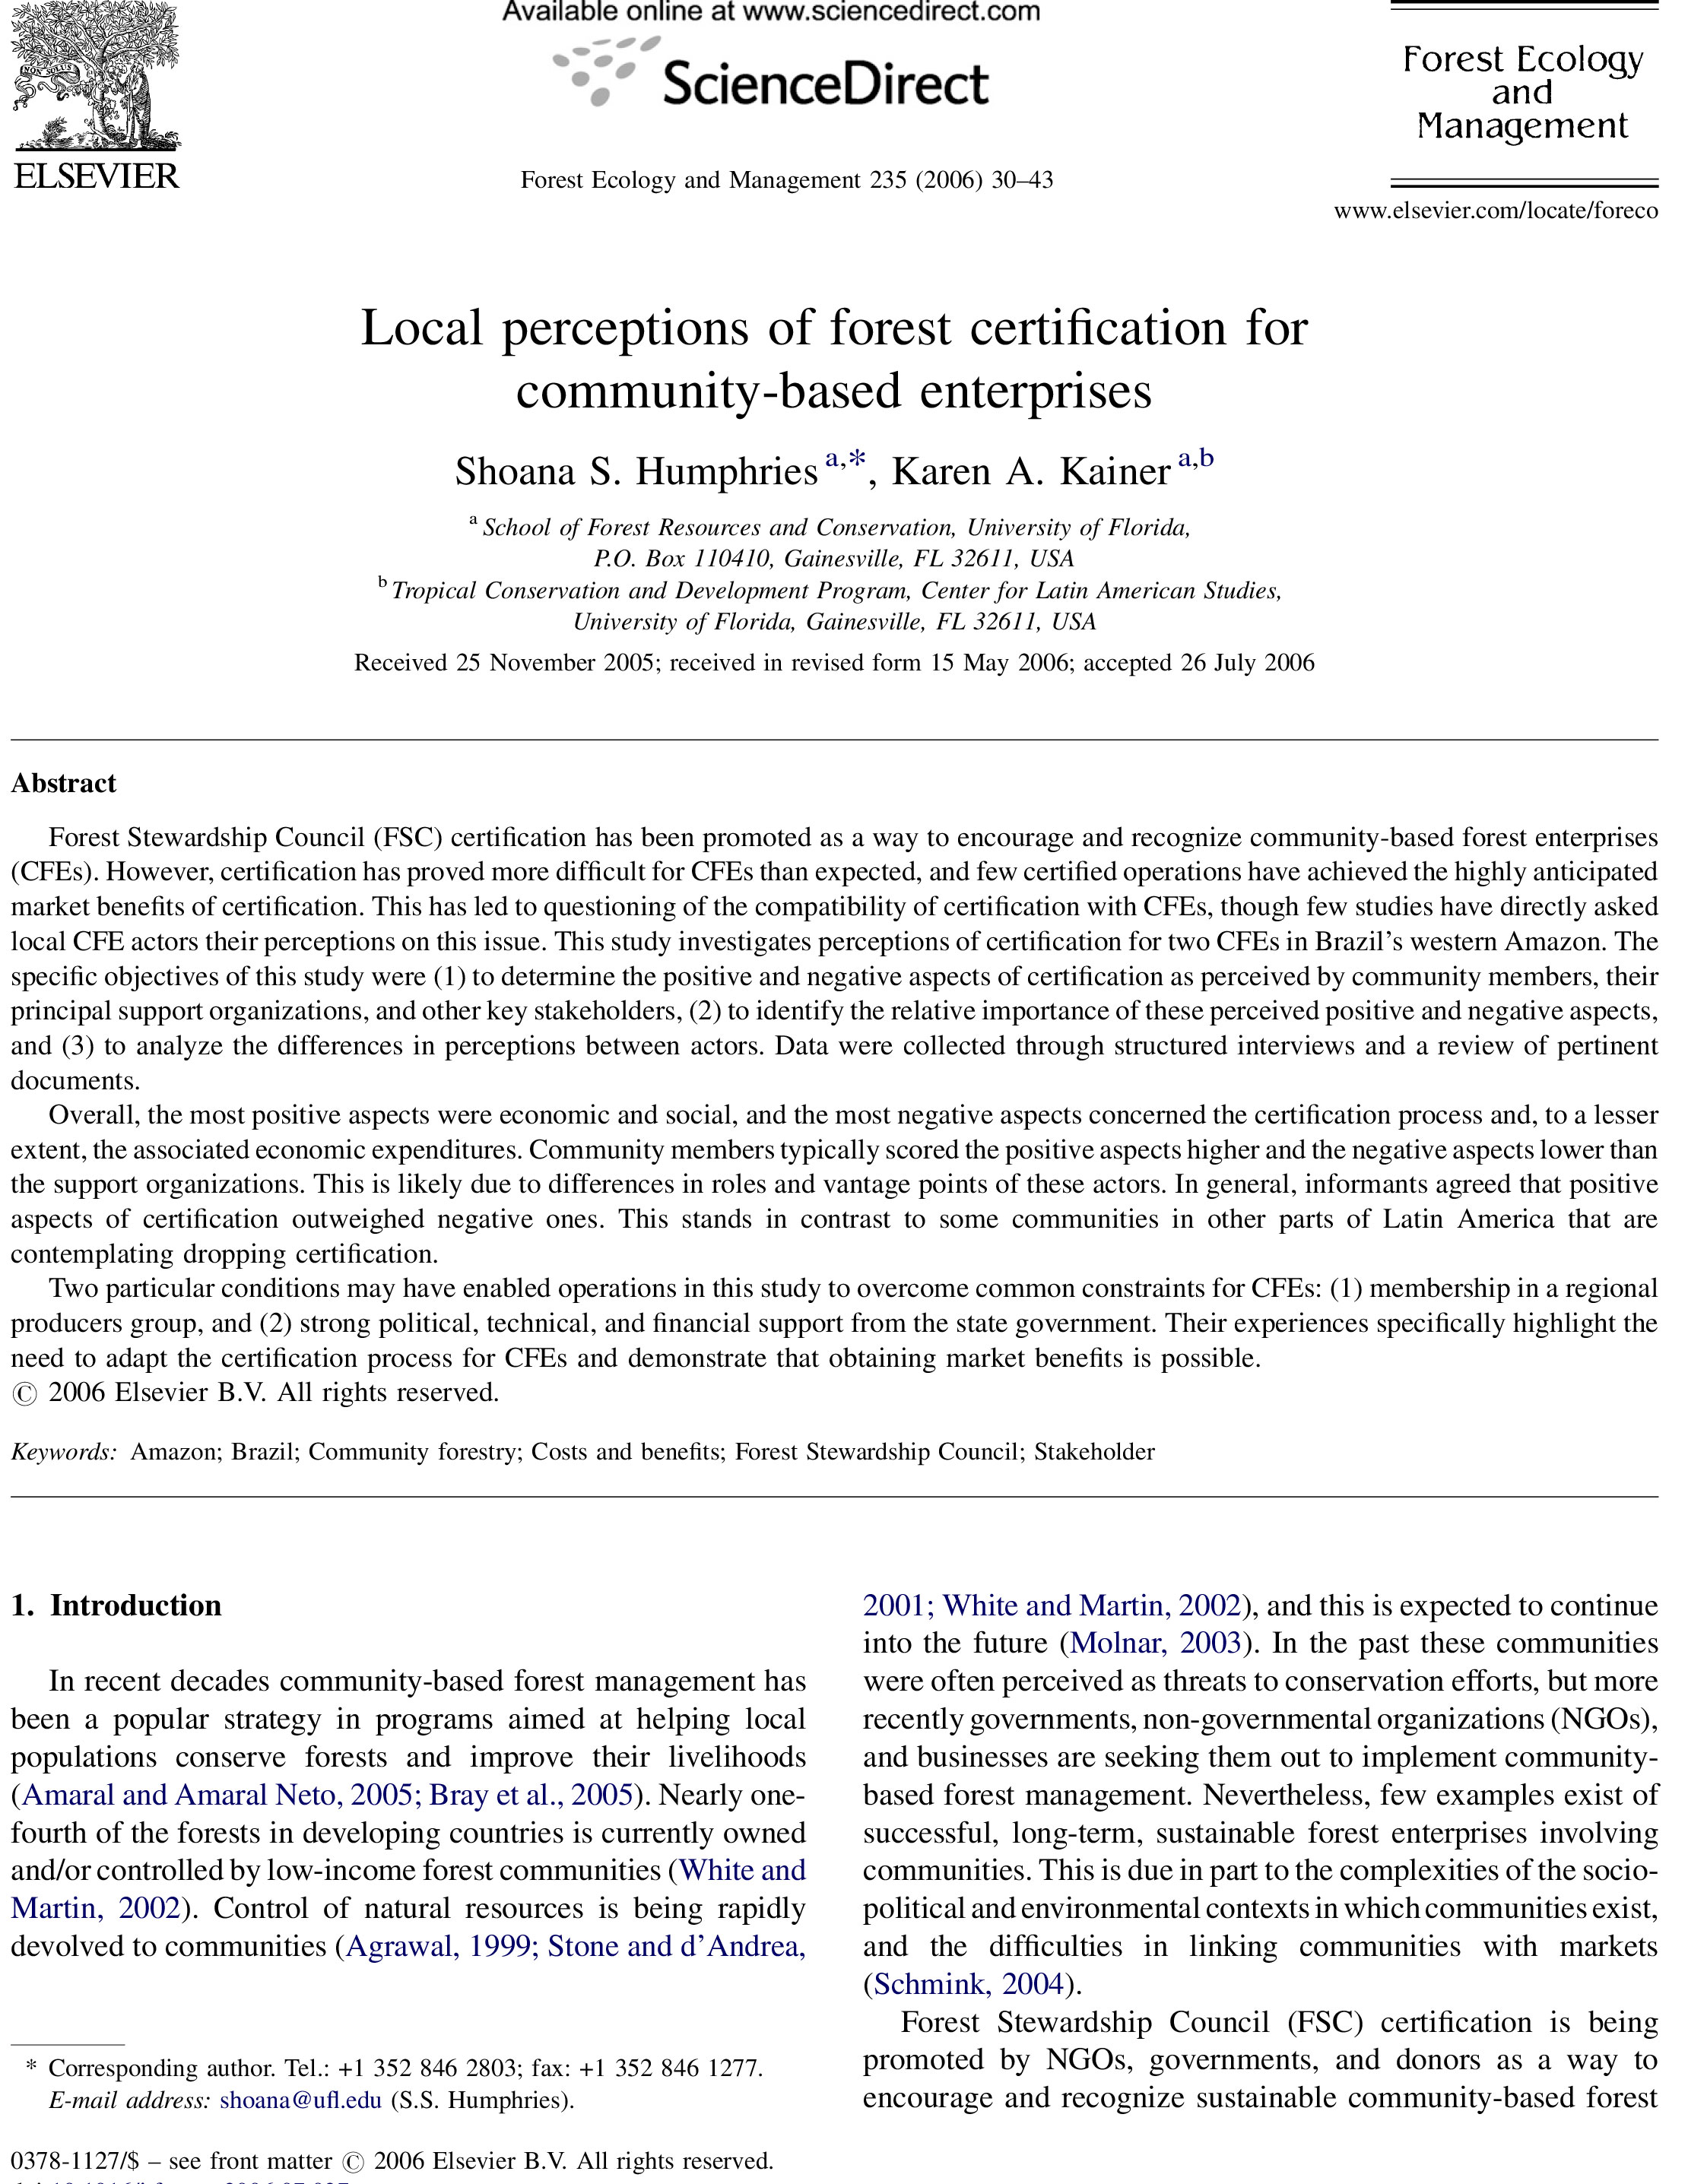 Available online at www.sciencedirect.com
NON SOLUS
ScienceDirect
ELSEVIER
Forest Ecology
and
Management
Forest Ecology and Management 235 (2006) 30–43
www.elsevier.com/locate/foreco
Local perceptions of forest certification for
community-based enterprises
Shoana S. Humphries a,*, Karen A. Kainer a,b
a School of Forest Resources and Conservation, University of Florida,
P.O. Box 110410, Gainesville, FL 32611, USA
b Tropical Conservation and Development Program, Center for Latin American Studies,
University of Florida, Gainesville, FL 32611, USA
Received 25 November 2005; received in revised form 15 May 2006; accepted 26 July 2006
Abstract
Forest Stewardship Council (FSC) certification has been promoted as a way to encourage and recognize community-based forest enterprises
(CFEs). However, certification has proved more difficult for CFEs than expected, and few certified operations have achieved the highly anticipated
market benefits of certification. This has led to questioning of the compatibility of certification with CFEs, though few studies have directly asked
local CFE actors their perceptions on this issue. This study investigates perceptions of certification for two CFEs in Brazil's western Amazon. The
specific objectives of this study were (1) to determine the positive and negative aspects of certification as perceived by community members, their
principal support organizations, and other key stakeholders, (2) to identify the relative importance of these perceived positive and negative aspects,
and (3) to analyze the differences in perceptions between actors. Data were collected through structured interviews and a review of pertinent
documents.
Overall, the most positive aspects were economic and social, and the most negative aspects concerned the certification process and, to a lesser
extent, the associated economic expenditures. Community members typically scored the positive aspects higher and the negative aspects lower than
the support organizations. This is likely due to differences in roles and vantage points of these actors. In general, informants agreed that positive
aspects of certification outweighed negative ones. This stands in contrast to some communities in other parts of Latin America that are
contemplating dropping certification.
Two particular conditions may have enabled operations in this study to overcome common constraints for CFEs: (1) membership in a regional
producers group, and (2) strong political, technical, and financial support from the state government. Their experiences specifically highlight the
need to adapt the certification process for CFEs and demonstrate that obtaining market benefits is possible.
© 2006 Elsevier B.V. All rights reserved.
Keywords: Amazon; Brazil; Community forestry; Costs and benefits; Forest Stewardship Council; Stakeholder
1. Introduction
In recent decades community-based forest management has
been a popular strategy in programs aimed at helping local
populations conserve forests and improve their livelihoods
(Amaral and Amaral Neto, 2005; Bray et al., 2005). Nearly one-
fourth of the forests in developing countries is currently owned
and/or controlled by low-income forest communities (White and
Martin, 2002). Control of natural resources is being rapidly
devolved to communities (Agrawal, 1999; Stone and d'Andrea,
2001; White and Martin, 2002), and this is expected to continue
into the future (Molnar, 2003). In the past these communities
were often perceived as threats to conservation efforts, but more
recently governments, non-governmental organizations (NGOs),
and businesses are seeking them out to implement community-
based forest management. Nevertheless, few examples exist of
successful, long-term, sustainable forest enterprises involving
communities. This is due in part to the complexities of the socio-
political and environmental contexts in which communities exist,
and the difficulties in linking communities with markets
(Schmink, 2004).
Forest Stewardship Council (FSC) certification is being
promoted by NGOs, governments, and donors as a way to
encourage and recognize sustainable community-based forest
* Corresponding author. Tel.: +1 352 846 2803; fax: +1 352 846 1277.
E-mail address: shoana@ufl.edu (S.S. Humphries).
0378-1127/$ – see front matter © 2006 Elsevier B.V. All rights reserved.